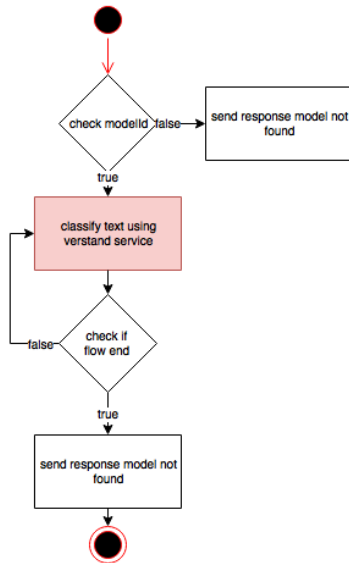 check modelId
false
send response model not
found
true
classify text using
verstand service
false
check if
flow end
true
send response model not
found